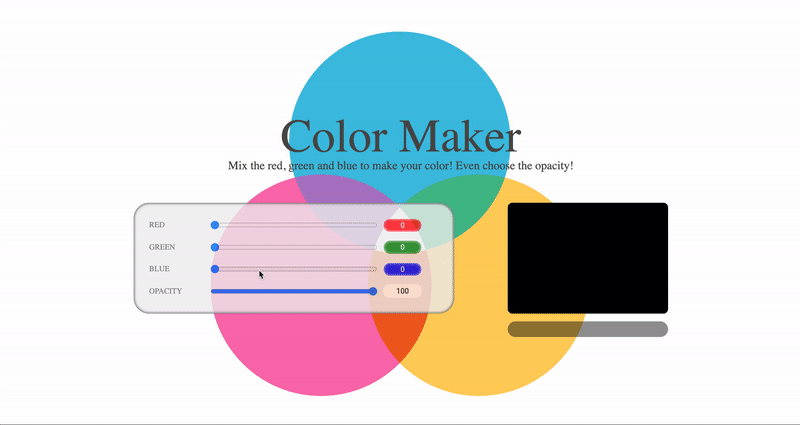 Color Maker
Mix the red, green and blue to make your color! Even choose the opacity!
RED 0
GREEN 0
BLUE 0
OPACITY 100